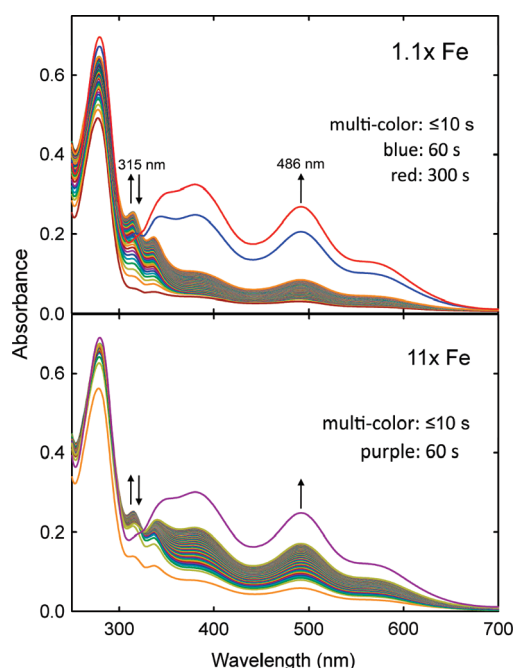 1.1x Fe
0.6
multi-color: ≤10 s
blue: 60 s
red: 300 s
315 nm
486 nm
0.4
0.2
0.0
Absorbance
11x Fe
0.6
multi-color: ≤10 s
purple: 60 s
0.4
0.2
0.0
300 400 500 600 700
Wavelength (nm)